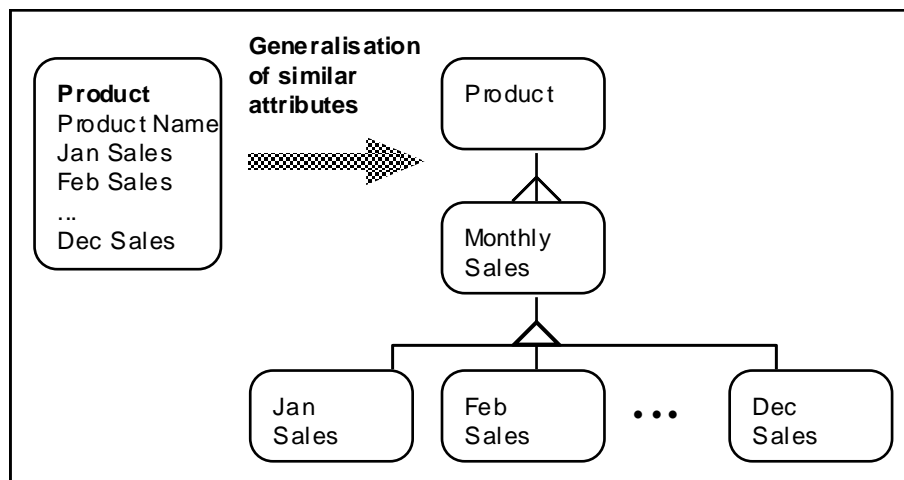 Generalisation
of similar
attributes
Product
Product Name
Jan Sales
Feb Sales
...
Dec Sales
Product
Monthly
Sales
Jan
Sales
Feb
Sales
•••
Dec
Sales